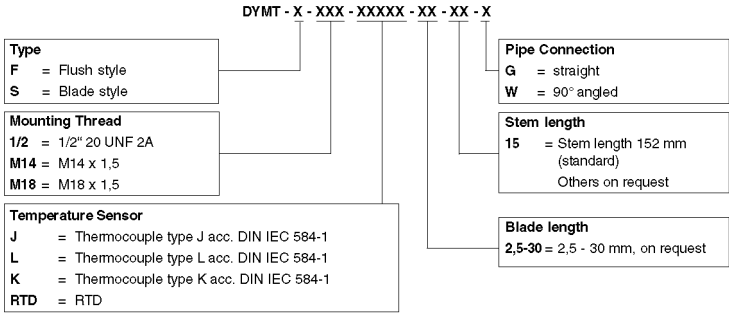 DYMT - X - XXX - XXXXX - XX - XX - X
Type
F = Flush style
S = Blade style
Mounting Thread
1/2 = 1/2“ 20 UNF 2A
M14 = M14 x 1,5
M18 = M18 x 1,5
Temperature Sensor
J = Thermocouple type J acc. DIN IEC 584-1
L = Thermocouple type L acc. DIN IEC 584-1
K = Thermocouple type K acc. DIN IEC 584-1
RTD = RTD
Pipe Connection
G = straight
W = 90° angled
Stem length
15 = Stem length 152 mm
(standard)
Others on request
Blade length
2,5-30 = 2,5 - 30 mm, on request